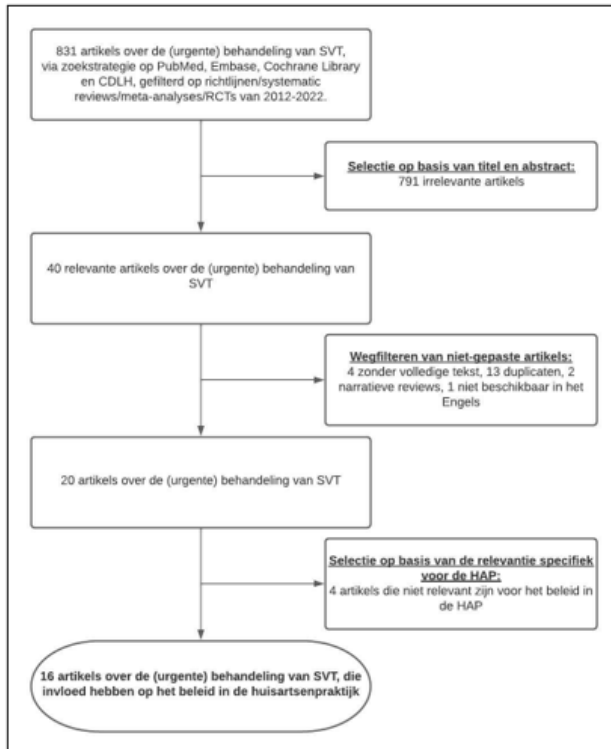 831 artikels over de (urgente) behandeling van SVT,
via zoekstrategie op PubMed, Embase, Cochrane Library
en CDLH, gefilterd op richtlijnen/systematic
reviews/meta-analyses/RCTs van 2012-2022.
Selectie op basis van titel en abstract:
791 irrelevante artikels
40 relevante artikels over de (urgente) behandeling van
SVT
Wegfilteren van niet-gepaste artikels:
4 zonder volledige tekst, 13 duplicaten, 2
narratieve reviews, 1 niet beschikbaar in het
Engels
20 artikels over de (urgente) behandeling van SVT
Selectie op basis van de relevantie specifiek
voor de HAP:
4 artikels die niet relevant zijn voor het beleid in
de HAP
16 artikels over de (urgente) behandeling van SVT, die
invloed hebben op het beleid in de huisartsenpraktijk